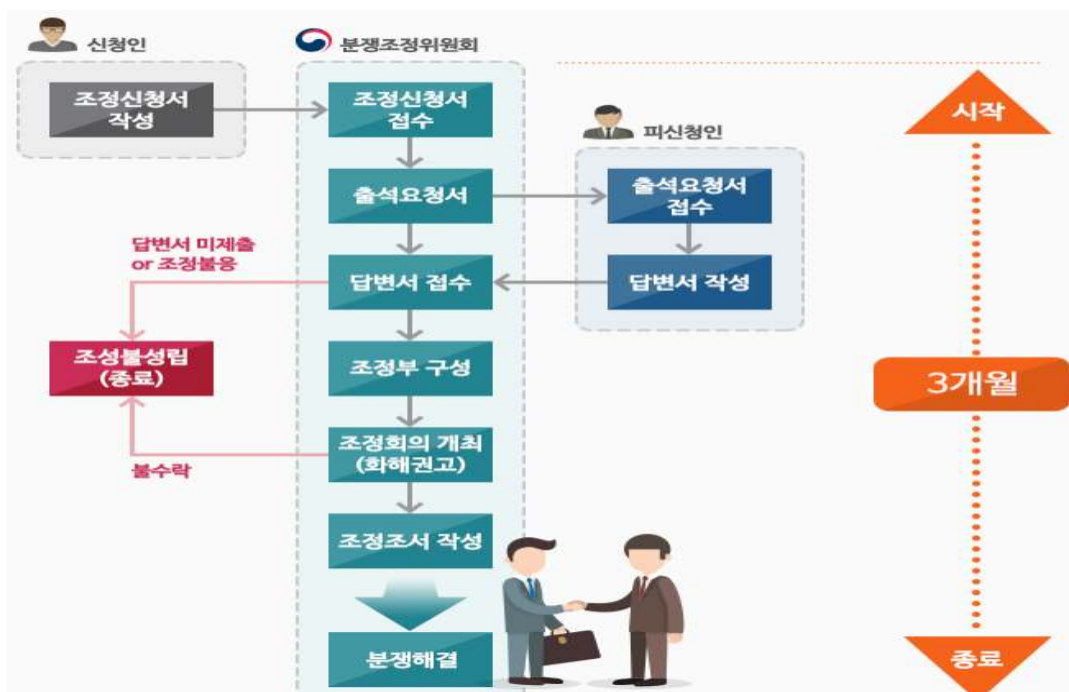 신청인
분쟁조정위원회
조정신청서
작성
조정신청서
접수
시작
피신청인
출석요청서
출석요청서
접수
답변서 미제출
or 조정불응
답변서 접수
답변서 작성
조성불성립
(종료)
조정부 구성
3개월
조정회의 개최
(화해권고)
불수락
조정조서 작성
분쟁해결
종료